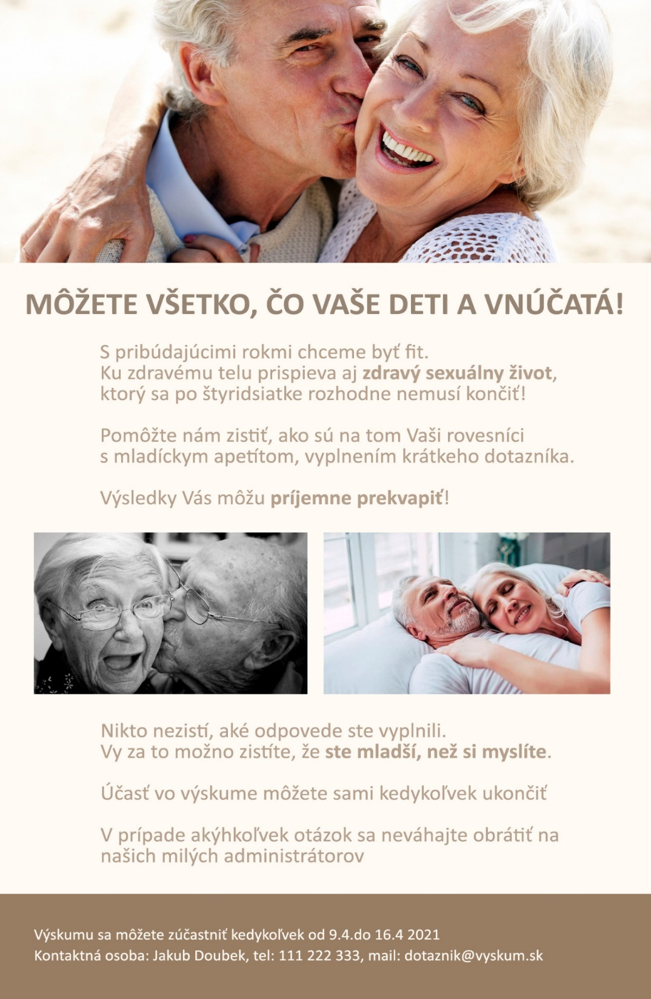 MÔŽETE VŠETKO, ČO VAŠE DETI A VNÚČATÁ!
S pribúdajúcimi rokmi chceme byť fit.
Ku zdravému telu prispieva aj zdravý sexuálny život,
ktorý sa po štyridsiatke rozhodne nemusí končiť!
Pomôžte nám zistiť, ako sú na tom Vaši rovesníci
s mladíckym apetítom, vyplnením krátkeho dotazníka.
Výsledky Vás môžu príjemne prekvapiť!
Nikto nezistí, aké odpovede ste vyplnili.
Vy za to možno zistíte, že ste mladší, než si myslíte.
Účasť vo výskume môžete sami kedykoľvek ukončiť
V prípade akýhkoľvek otázok sa neváhajte obrátiť na
našich milých administrátorov
Výskumu sa môžete zúčastniť kedykoľvek od 9.4.do 16.4 2021
Kontaktná osoba: Jakub Doubek, tel: 111 222 333, mail: dotaznik@vyskum.sk